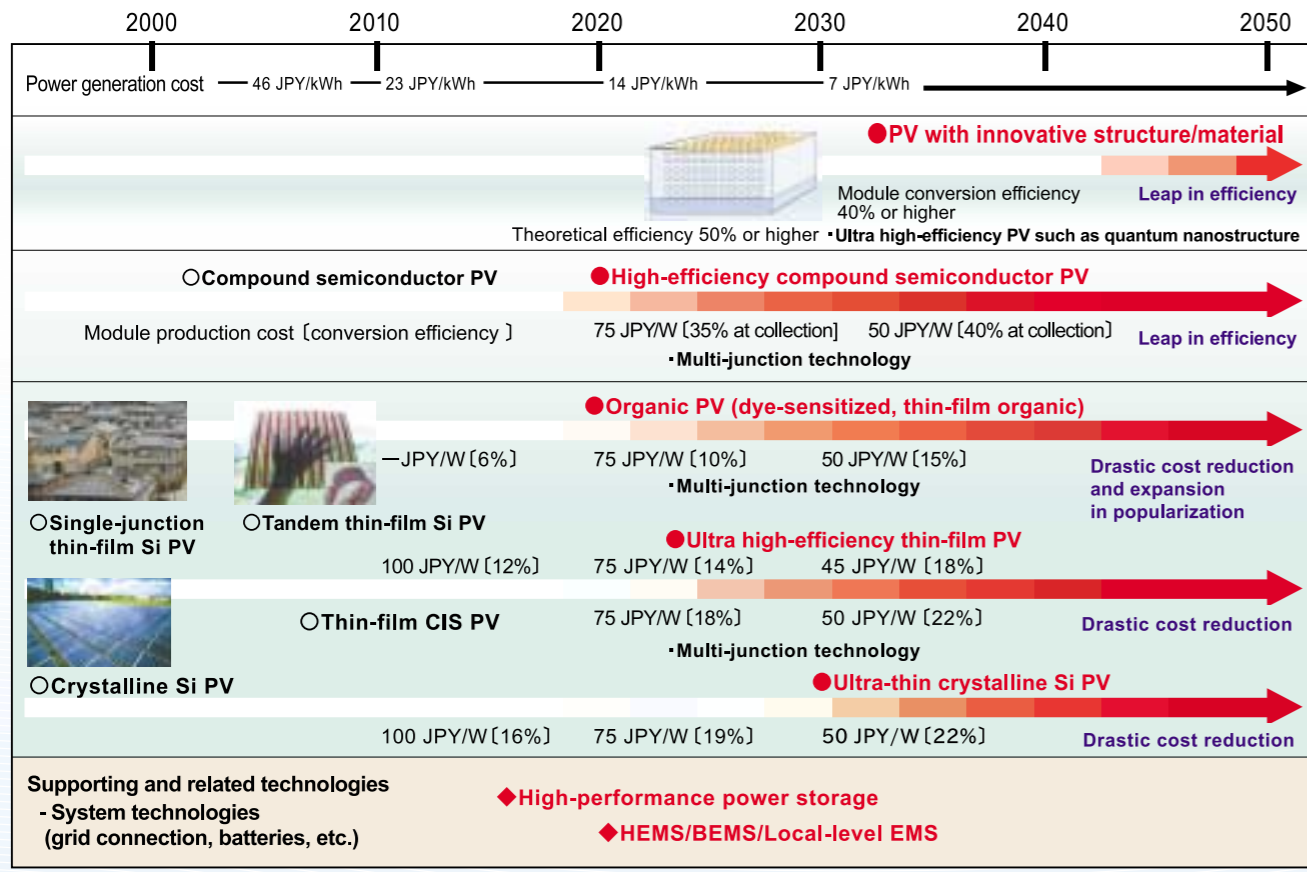 2000 2010 2020 2030 2040 2050
Power generation cost 46 JPY/kWh 23 JPY/kWh 14 JPY/kWh 7 JPY/kWh
●PV with innovative structure/material
Module conversion efficiency
40% or higher
Leap in efficiency
Theoretical efficiency 50% or higher ・Ultra high-efficiency PV such as quantum nanostructure
○Compound semiconductor PV ●High-efficiency compound semiconductor PV
Module production cost〔conversion efficiency〕 75 JPY/W〔35% at collection] 50 JPY/W〔40% at collection〕 Leap in efficiency
・Multi-junction technology
●Organic PV (dye-sensitized, thin-film organic)
—JPY/W〔6%〕 75 JPY/W〔10%〕 50 JPY/W〔15%〕
・Multi-junction technology
Drastic cost reduction
and expansion
in popularization
○Single-junction
thin-film Si PV
○Tandem thin-film Si PV
●Ultra high-efficiency thin-film PV
100 JPY/W〔12%〕 75 JPY/W〔14%〕 45 JPY/W〔18%〕
○Thin-film CIS PV 75 JPY/W〔18%〕 50 JPY/W〔22%〕 Drastic cost reduction
・Multi-junction technology
○Crystalline Si PV ●Ultra-thin crystalline Si PV
100 JPY/W〔16%〕 75 JPY/W〔19%〕 50 JPY/W〔22%〕 Drastic cost reduction
Supporting and related technologies
- System technologies
(grid connection, batteries, etc.)
◆High-performance power storage
◆HEMS/BEMS/Local-level EMS